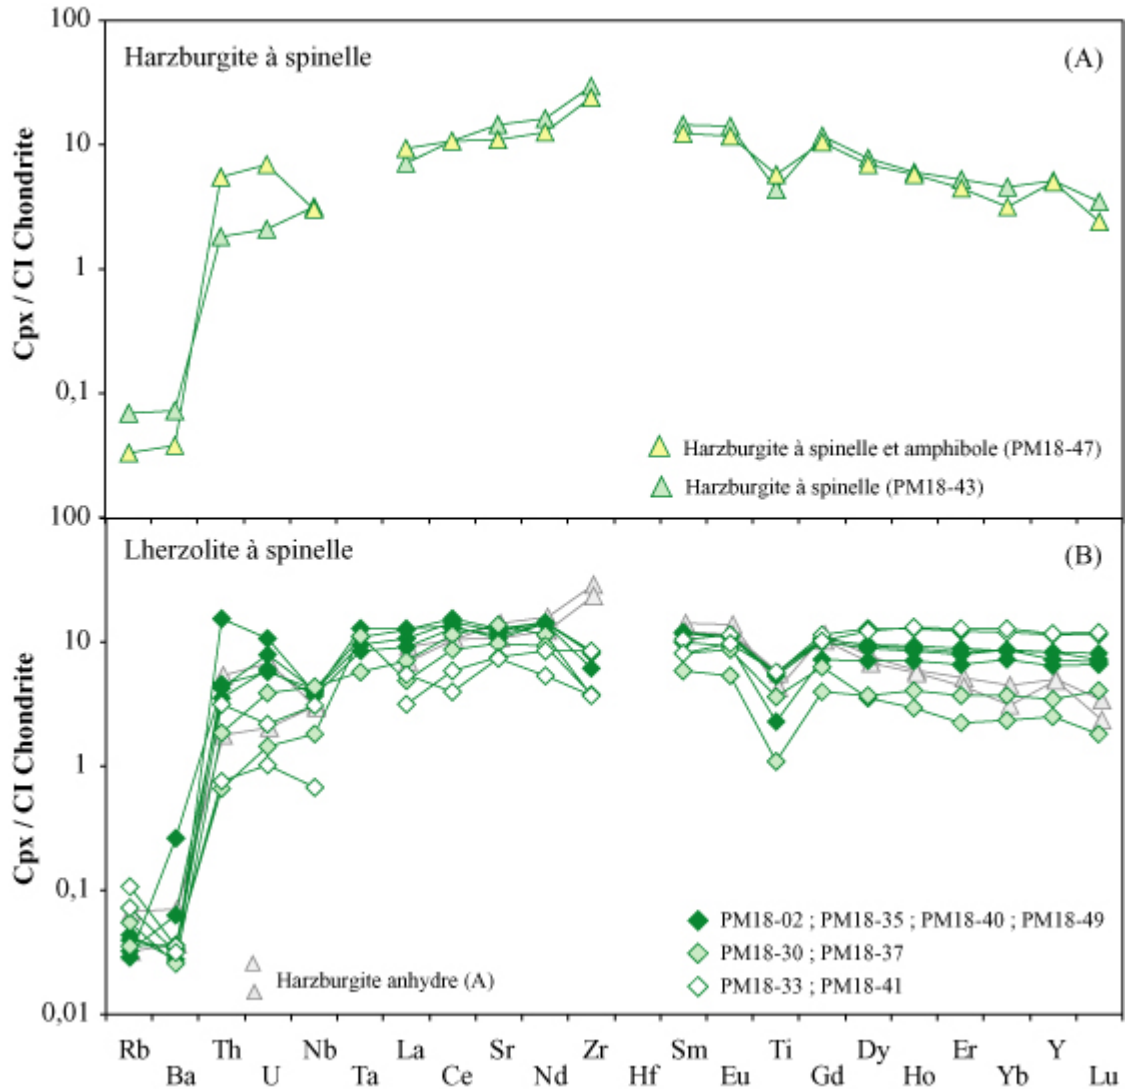 100
Harzburgite à spinelle
(A)
10
1
0,1
Cpx / CI Chondrite
Harzburgite à spinelle et amphibole (PM18-47)
Harzburgite à spinelle (PM18-43)
100
Lherzolite à spinelle
(B)
10
1
0,1
0,01
Cpx / CI Chondrite
PM18-02 ; PM18-35 ; PM18-40 ; PM18-49
PM18-30 ; PM18-37
Harzburgite anhydre (A)
PM18-33 ; PM18-41
Rb Th Nb La Sr Zr Sm Ti Dy Er Y
Ba U Ta Ce Nd Hf Eu Gd Ho Yb Lu